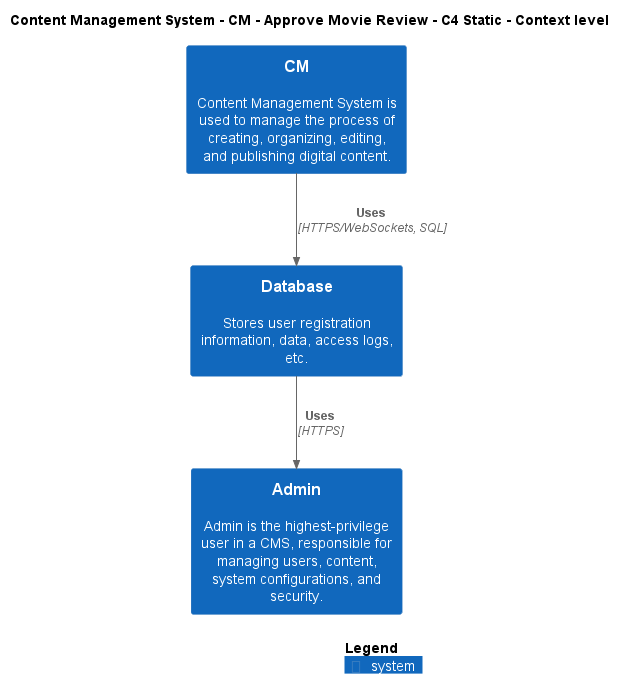 Content Management System - CM - Approve Movie Review - C4 Static - Context level
CM
Content Management System is
used to manage the process of
creating, organizing, editing,
and publishing digital content.
Uses
[HTTPS/WebSockets, SQL]
Database
Stores user registration
information, data, access logs,
etc.
Uses
[HTTPS]
Admin
Admin is the highest-privilege
user in a CMS, responsible for
managing users, content,
system configurations, and
security.
Legend
system